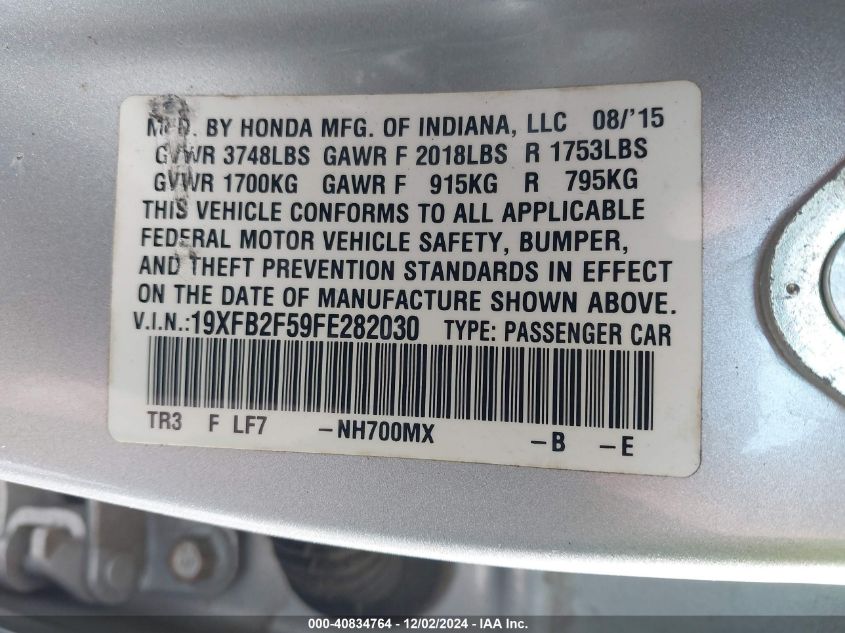 MFD. BY HONDA MFG. OF INDIANA, LLC 08/'15
GVWR 3748LBS GAWR F 2018LBS R 1753LBS
GVWR 1700KG GAWR F 915KG R 795KG
THIS VEHICLE CONFORMS TO ALL APPLICABLE
FEDERAL MOTOR VEHICLE SAFETY, BUMPER,
AND THEFT PREVENTION STANDARDS IN EFFECT
ON THE DATE OF MANUFACTURE SHOWN ABOVE.
V.I.N.:19XFB2F59FE282030 TYPE: PASSENGER CAR
TR3 F LF7 -NH700MX -B -E
000-40834764 - 12/02/2024 - IAAI Inc.